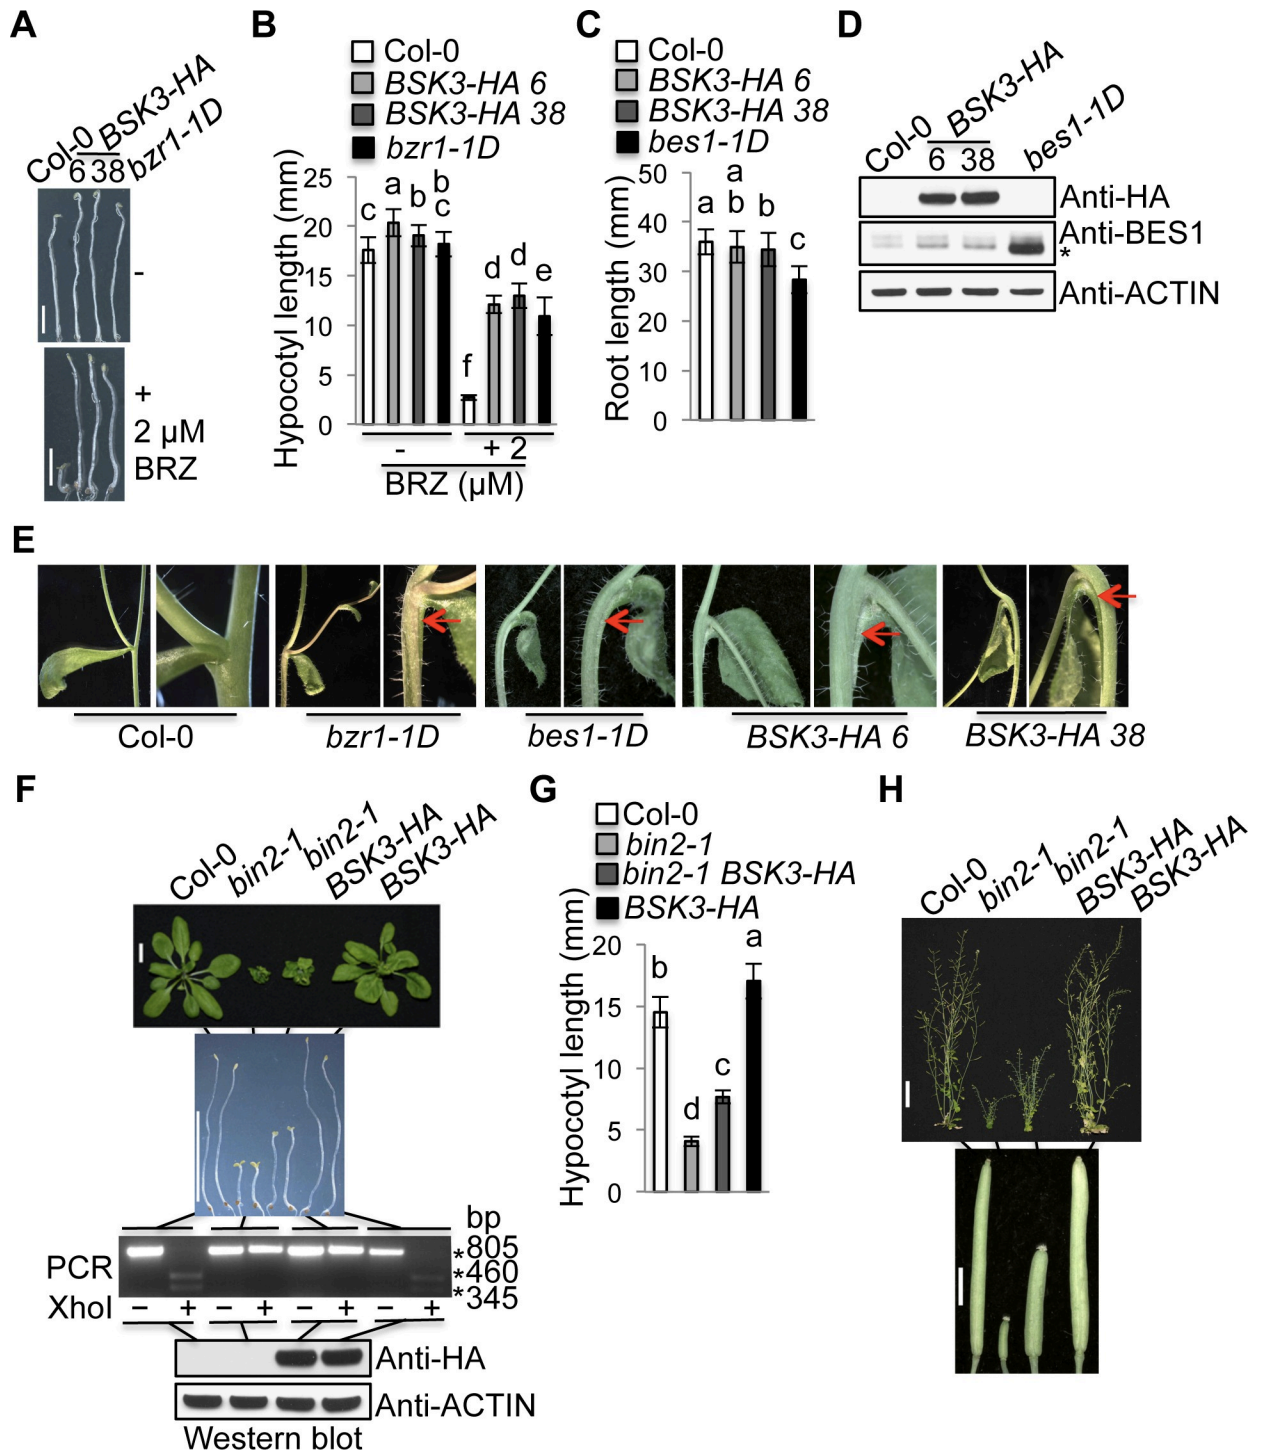 A
Col-0
BSK3-HA
6 38
bzr1-1D
-
+
2 µM
BRZ
B
Col-0
BSK3-HA 6
BSK3-HA 38
bzr1-1D
Hypocotyl length (mm)
25
20
15
10
5
0
c
a
b
b
c
f
d
d
e
-
+ 2
BRZ (µM)
C
Col-0
BSK3-HA 6
BSK3-HA 38
bes1-1D
Root length (mm)
50
40
30
20
10
0
a
a
b
b
c
D
Col-0
BSK3-HA
6 38
bes1-1D
Anti-HA
Anti-BES1
*
Anti-ACTIN
E
Col-0
bzr1-1D
bes1-1D
BSK3-HA 6
BSK3-HA 38
F
Col-0
bin2-1
bin2-1
BSK3-HA
BSK3-HA
bp
*805
*460
*345
PCR
XhoI
− + − + − + − +
Anti-HA
Anti-ACTIN
Western blot
G
Col-0
bin2-1
bin2-1 BSK3-HA
BSK3-HA
Hypocotyl length (mm)
20
15
10
5
0
b
d
c
a
H
Col-0
bin2-1
bin2-1
BSK3-HA
BSK3-HA